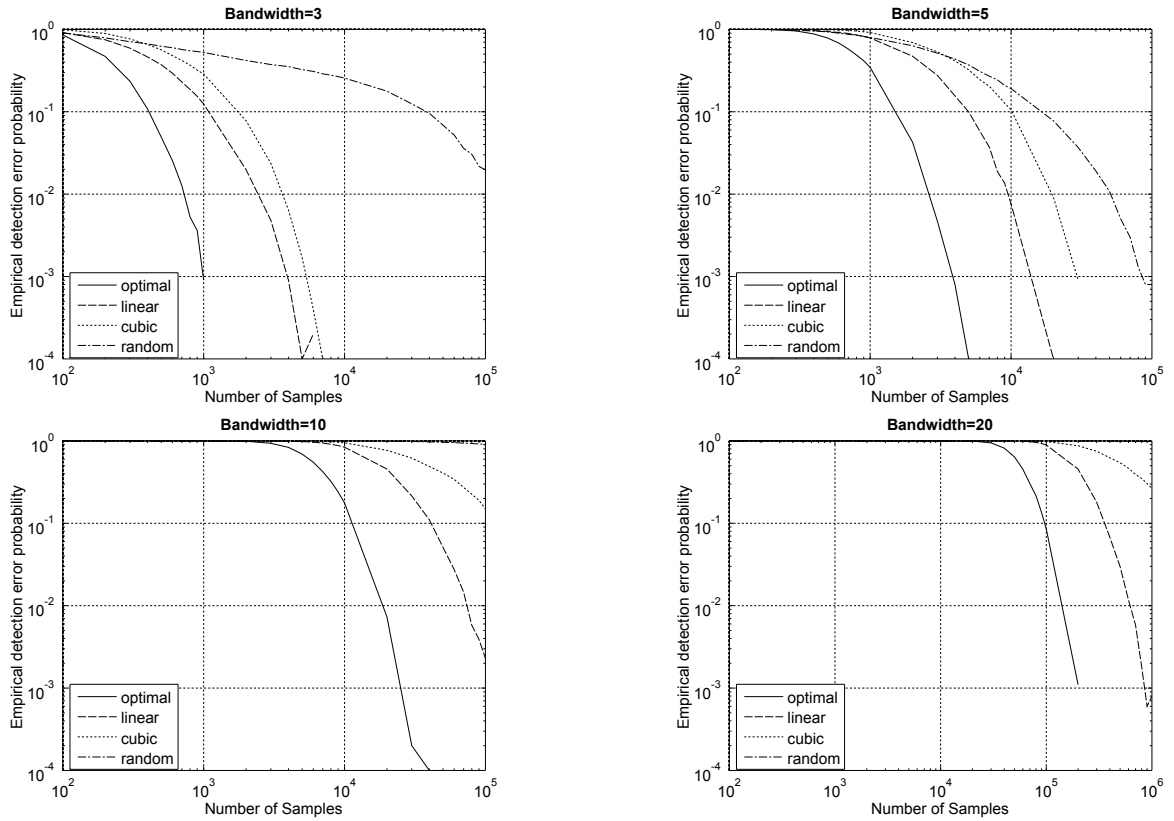 Bandwidth=3
10^0
10^-1
10^-2
10^-3
10^-4
Empirical detection error probability
optimal
linear
cubic
random
10^2
10^3
10^4
10^5
Number of Samples
Bandwidth=5
10^0
10^-1
10^-2
10^-3
10^-4
Empirical detection error probability
optimal
linear
cubic
random
10^2
10^3
10^4
10^5
Number of Samples
Bandwidth=10
10^0
10^-1
10^-2
10^-3
10^-4
Empirical detection error probability
optimal
linear
cubic
random
10^2
10^3
10^4
10^5
Number of Samples
Bandwidth=20
10^0
10^-1
10^-2
10^-3
10^-4
Empirical detection error probability
optimal
linear
cubic
random
10^2
10^3
10^4
10^5
10^6
Number of Samples